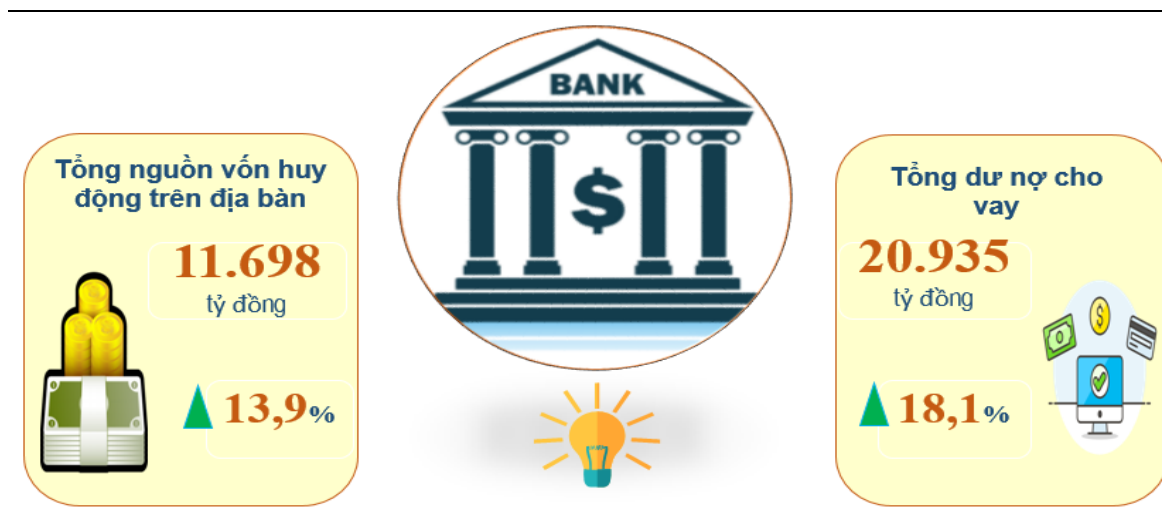 BANK
$
Tổng nguồn vốn huy
động trên địa bàn
11.698
tỷ đồng
13,9%
Tổng dư nợ cho
vay
20.935
tỷ đồng
$
18,1%